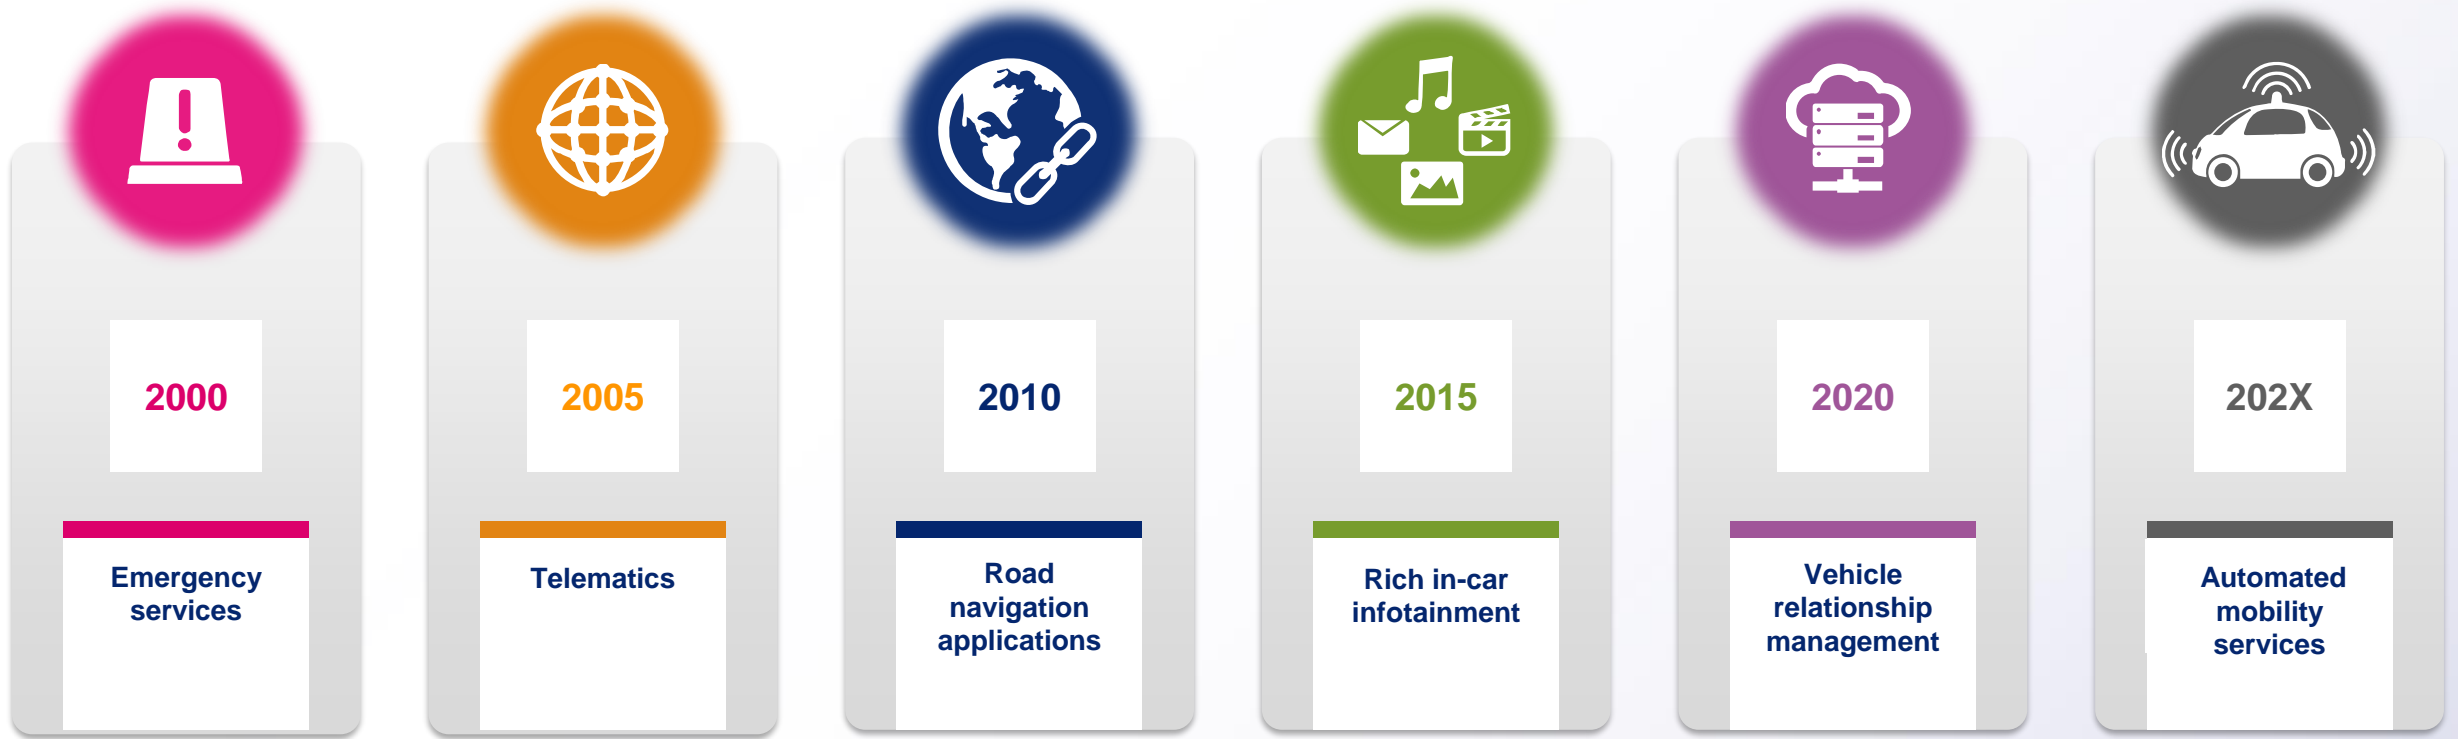 2000
2005
2010
2015
2020
202X
Emergency
services
Telematics
Road
navigation
applications
Rich in-car
infotainment
Vehicle
relationship
management
Automated
mobility
services